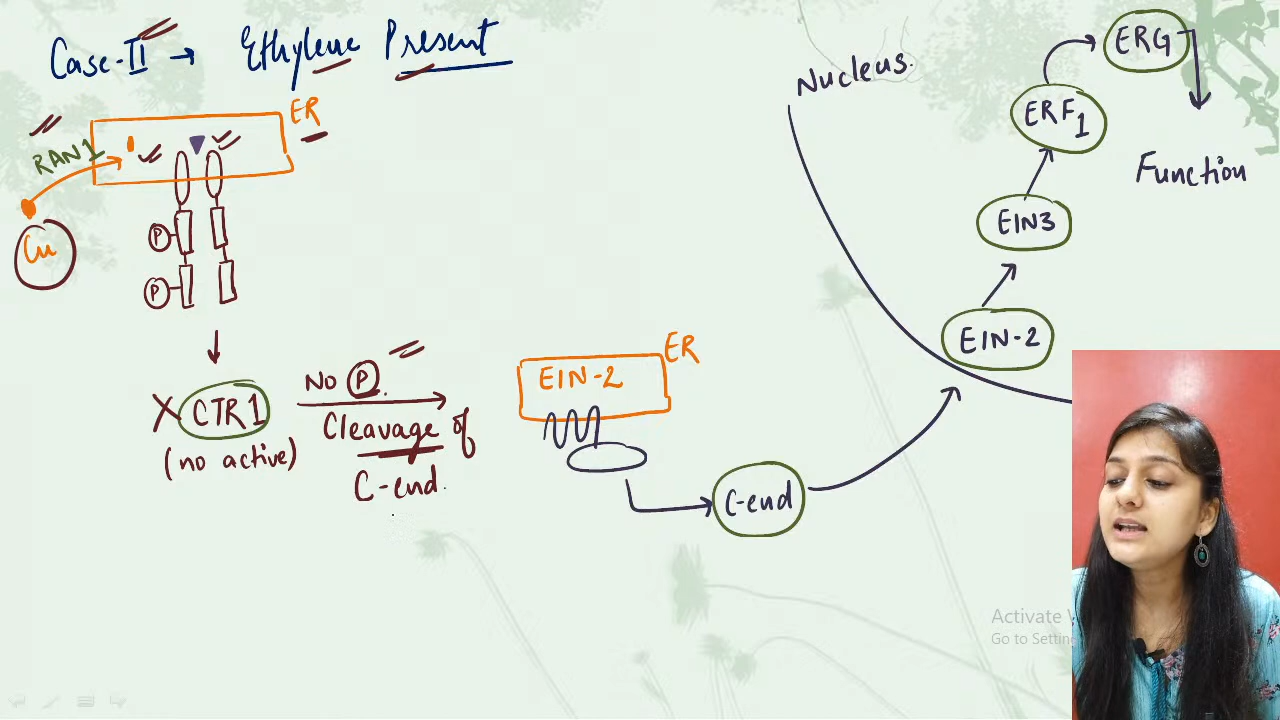 Case-II → Ethylene Present
ER
RAN1
Cu
P
P
X CTR1
(no active)
No P.
Cleavage of
C-end.
EIN-2
ER
C-end
Nucleus.
EIN-2
EIN3
ERF1
ERG
Function
Activate
Go to Setting